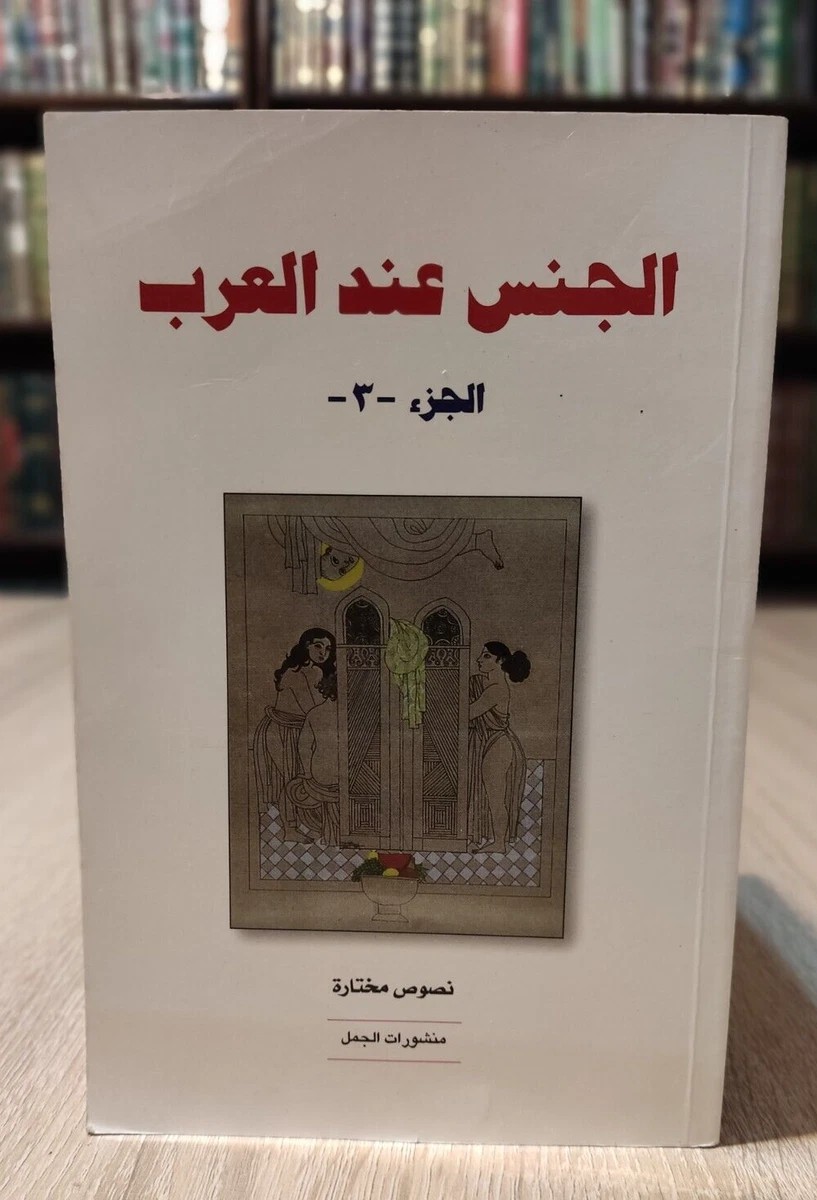 الجنس عند العرب
الجزء -٣-
نصوص مختارة
منشورات الجمل